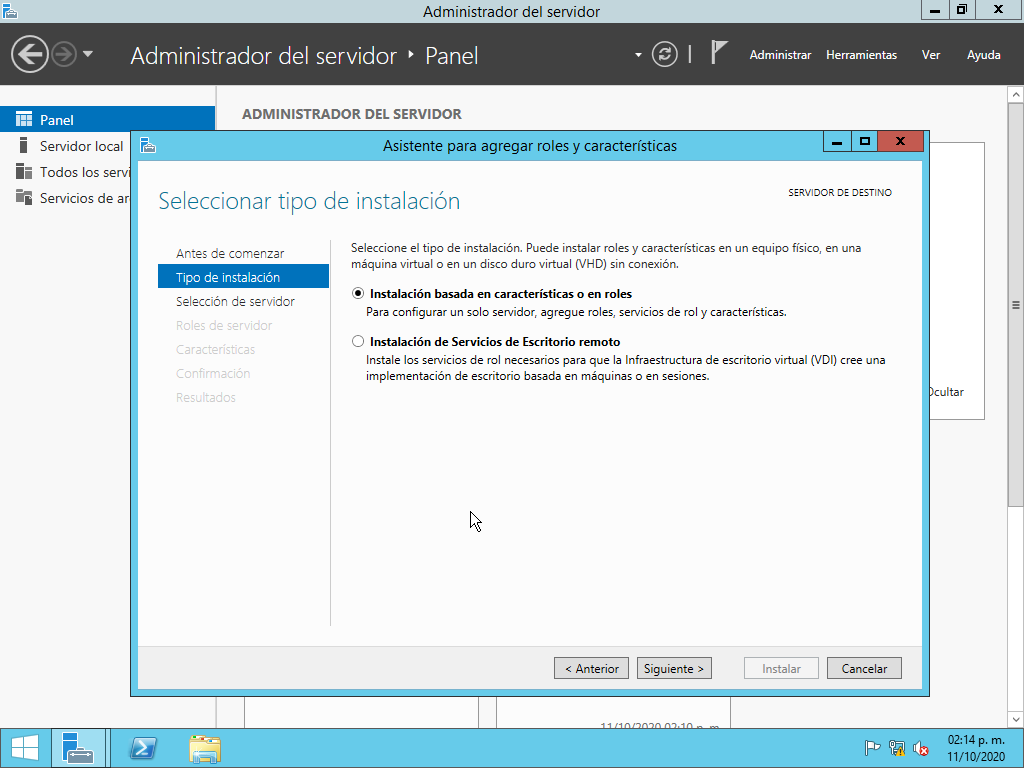 Administrador del servidor
Administrador del servidor ‣ Panel
Administrar
Herramientas
Ver
Ayuda
Panel
Servidor local
Todos los servi
Servicios de ar
ADMINISTRADOR DEL SERVIDOR
Asistente para agregar roles y características
Seleccionar tipo de instalación
SERVIDOR DE DESTINO
Antes de comenzar
Tipo de instalación
Selección de servidor
Roles de servidor
Características
Confirmación
Resultados
Seleccione el tipo de instalación. Puede instalar roles y características en un equipo físico, en una
máquina virtual o en un disco duro virtual (VHD) sin conexión.
Instalación basada en características o en roles
Para configurar un solo servidor, agregue roles, servicios de rol y características.
Instalación de Servicios de Escritorio remoto
Instale los servicios de rol necesarios para que la Infraestructura de escritorio virtual (VDI) cree una
implementación de escritorio basada en máquinas o en sesiones.
Ocultar
< Anterior
Siguiente >
Instalar
Cancelar
11/10/2020 02:10 p. m.
02:14 p. m.
11/10/2020